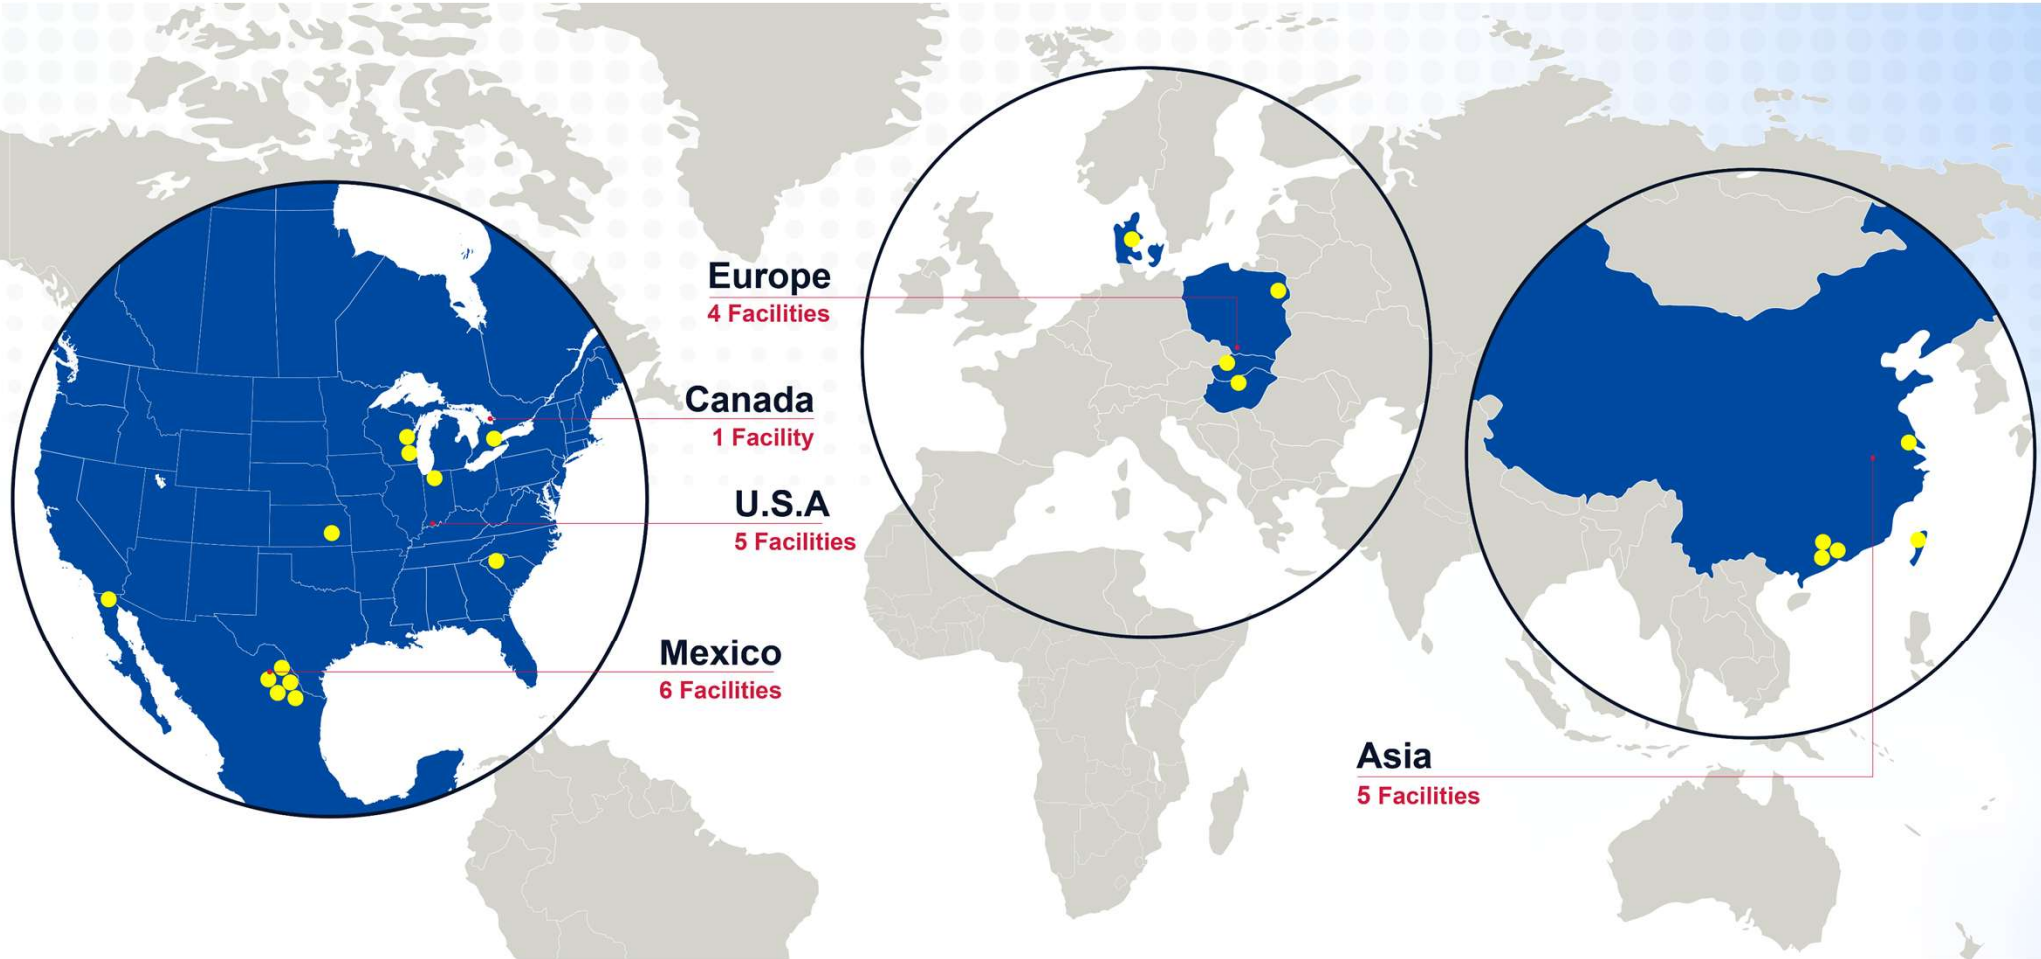 Europe
4 Facilities
Canada
1 Facility
U.S.A
5 Facilities
Mexico
6 Facilities
Asia
5 Facilities